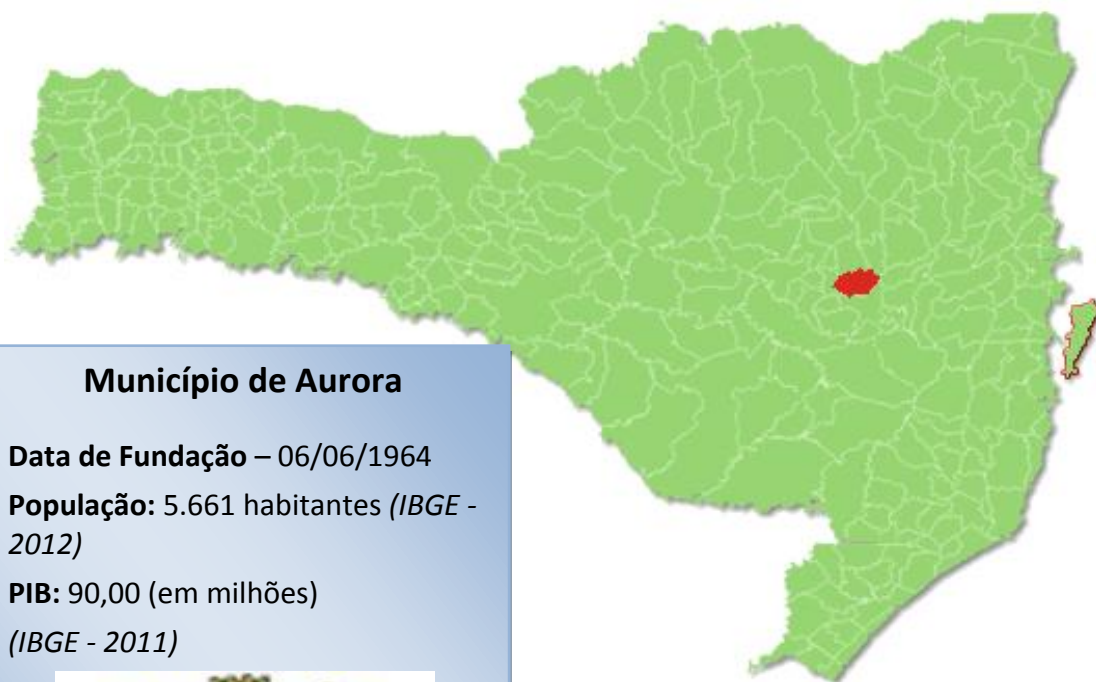 Município de Aurora
Data de Fundação – 06/06/1964
População: 5.661 habitantes (IBGE -
2012)
PIB: 90,00 (em milhões)
(IBGE - 2011)